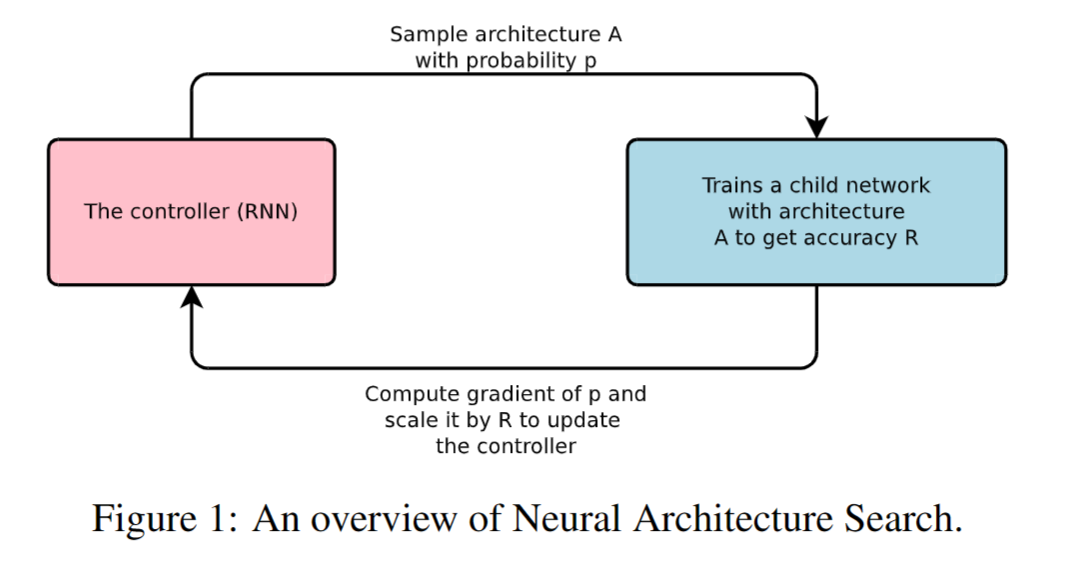 Sample architecture A
with probability p
The controller (RNN)
Trains a child network
with architecture
A to get accuracy R
Compute gradient of p and
scale it by R to update
the controller
Figure 1: An overview of Neural Architecture Search.